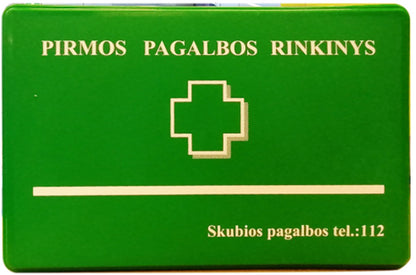 PIRMOS PAGALBOS RINKINYS
Skubios pagalbos tel.:112